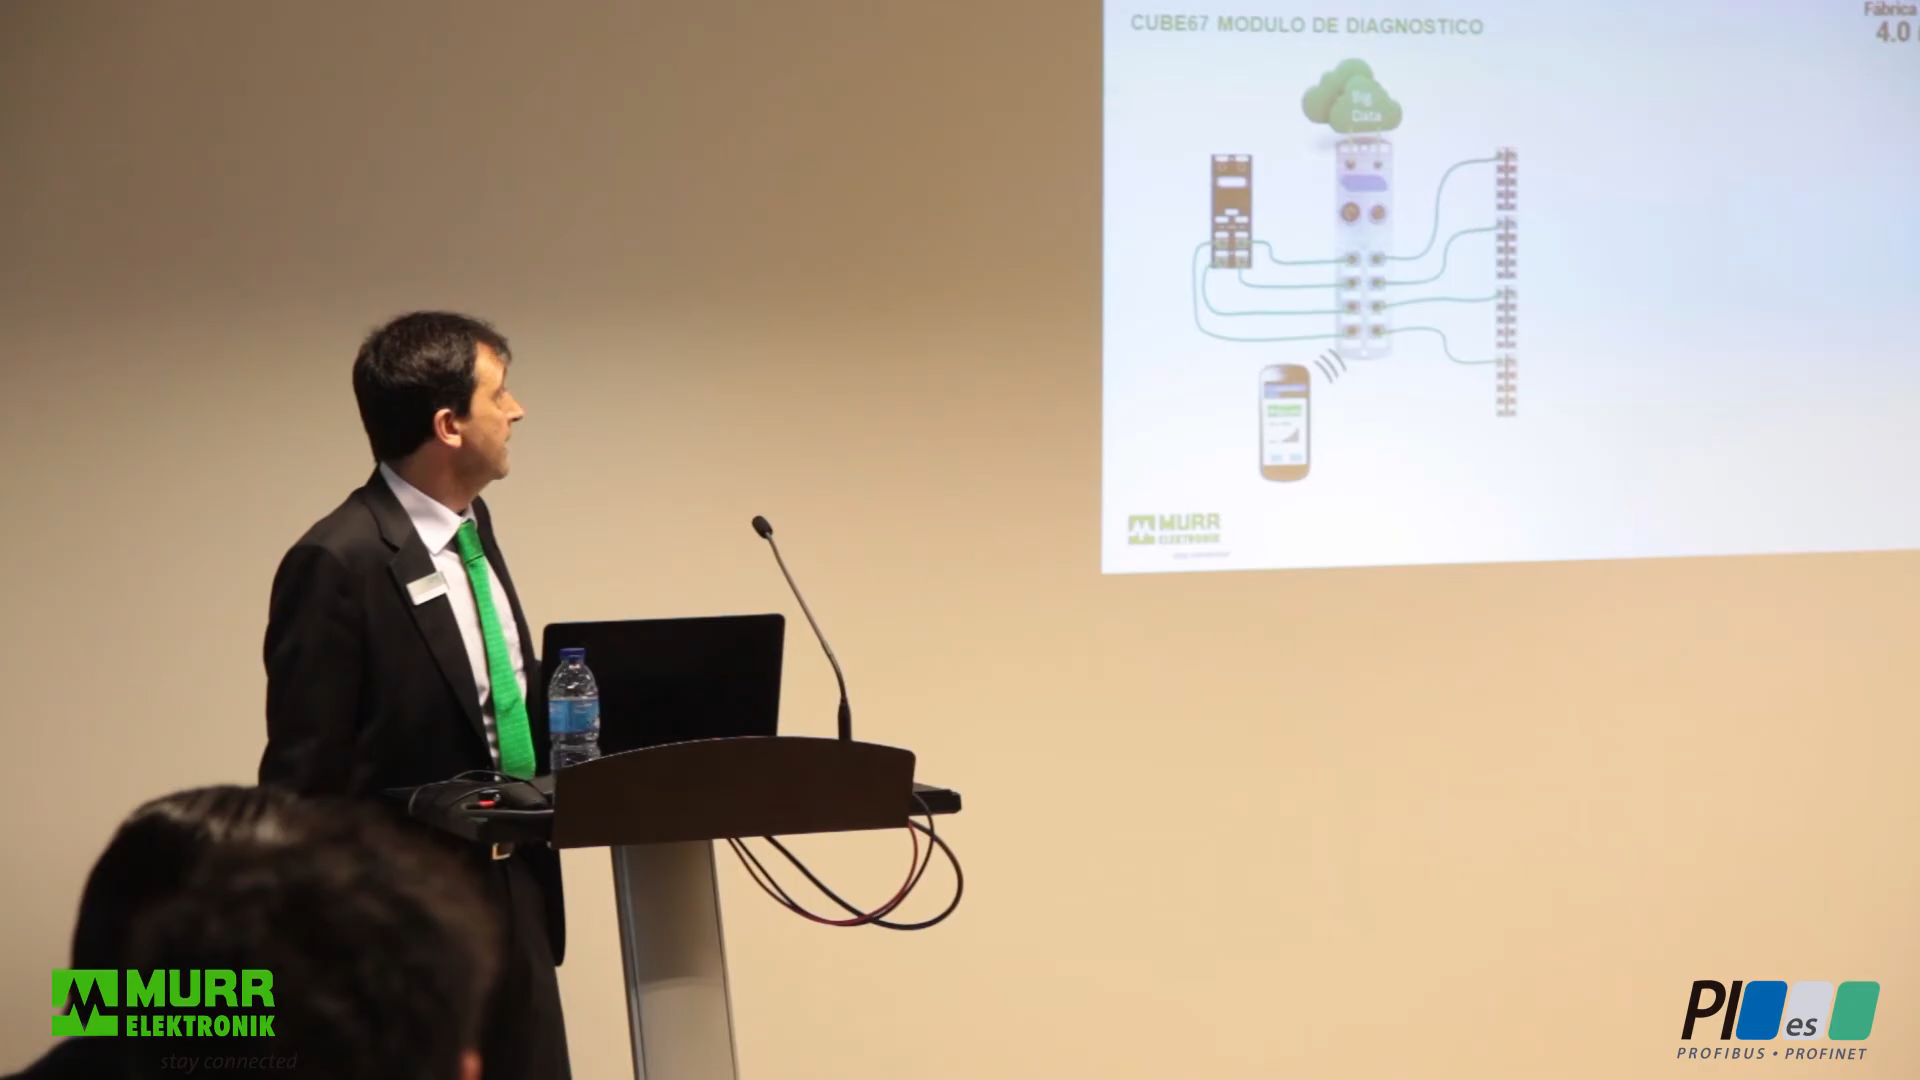 CUBE67 MODULO DE DIAGNOSTICO
Fábrica
4.0
Big
Data
MURR
ELEKTRONIK
MURR
ELEKTRONIK
stay connected
PI
es
PROFIBUS • PROFINET